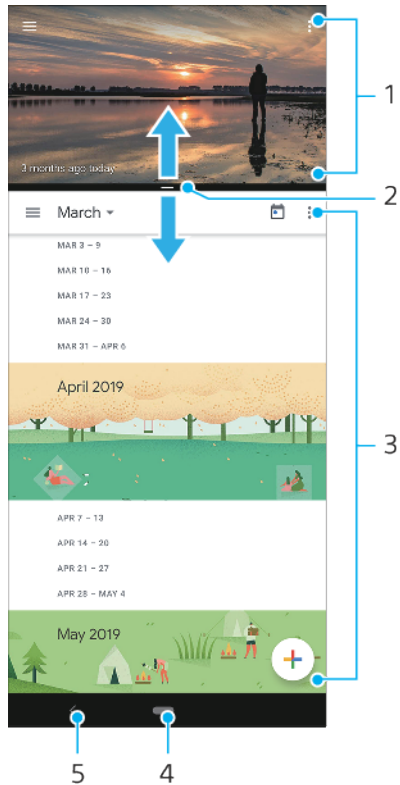 1
3 months ago today
2
March
MAR 3 – 9
MAR 10 – 16
MAR 17 – 23
MAR 24 – 30
MAR 31 – APR 6
April 2019
3
APR 7 – 13
APR 14 – 20
APR 21 – 27
APR 28 – MAY 4
May 2019
5 4